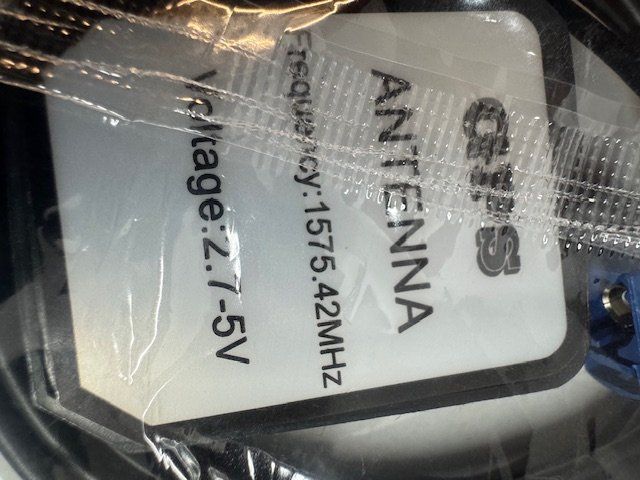 GPS
ANTENNA
Frequency:1575.42MHz
Voltage:2.7-5V